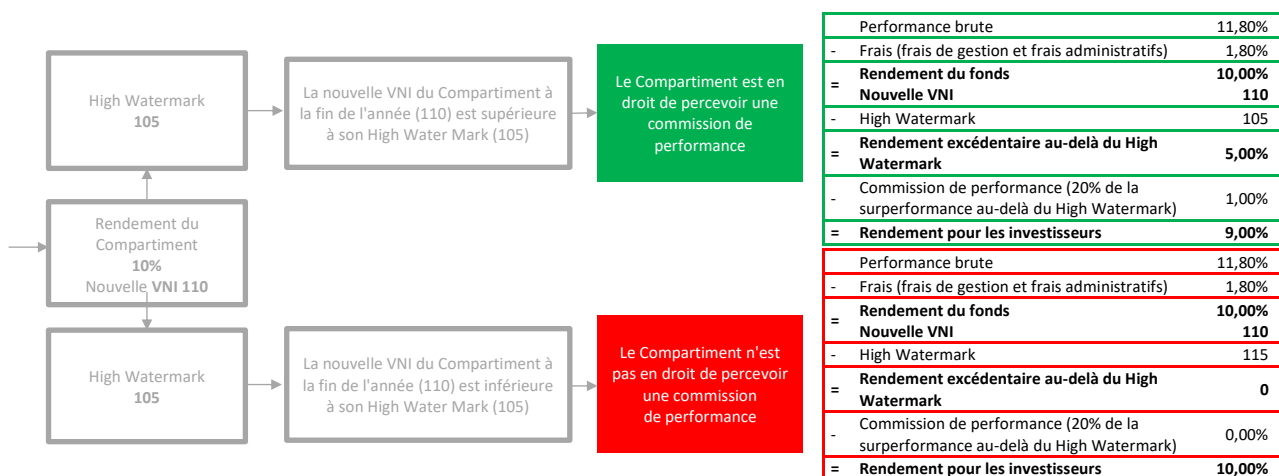 High Watermark
105
La nouvelle VNI du Compartiment à
la fin de l'année (110) est supérieure
à son High Water Mark (105)
Le Compartiment est en
droit de percevoir une
commission de
performance
Rendement du
Compartiment
10%
Nouvelle VNI 110
High Watermark
105
La nouvelle VNI du Compartiment à
la fin de l'année (110) est inférieure
à son High Water Mark (105)
Le Compartiment n'est
pas en droit de percevoir
une commission
de performance
Performance brute 11,80%
- Frais (frais de gestion et frais administratifs) 1,80%
= Rendement du fonds 10,00%
Nouvelle VNI 110
- High Watermark 105
= Rendement excédentaire au-delà du High
Watermark 5,00%
- Commission de performance (20% de la
surperformance au-delà du High Watermark) 1,00%
= Rendement pour les investisseurs 9,00%
Performance brute 11,80%
- Frais (frais de gestion et frais administratifs) 1,80%
= Rendement du fonds 10,00%
Nouvelle VNI 110
- High Watermark 115
= Rendement excédentaire au-delà du High
Watermark 0
- Commission de performance (20% de la
surperformance au-delà du High Watermark) 0,00%
= Rendement pour les investisseurs 10,00%